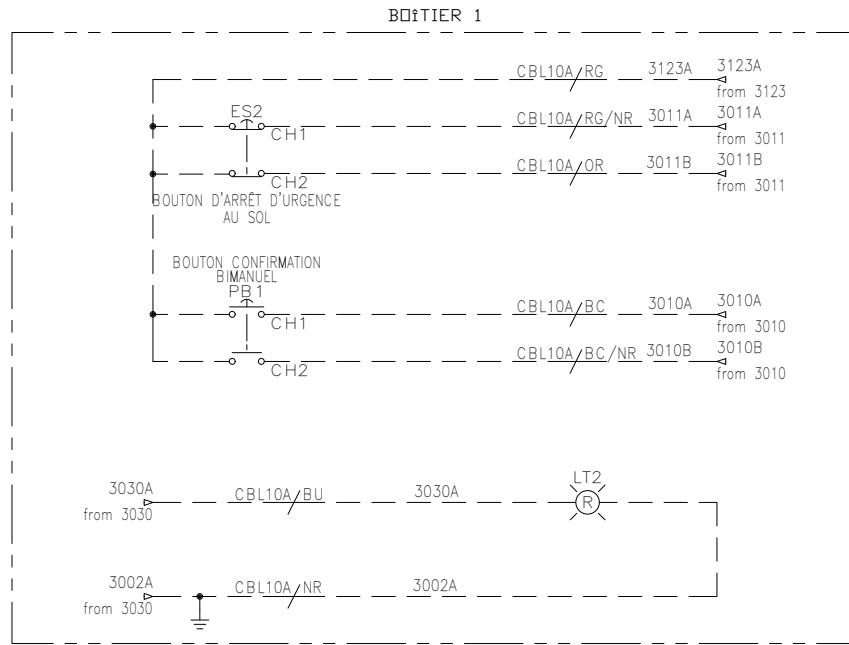 BOîTIER 1
CBL10A/RG 3123A 3123A
from 3123
ES2
CH1 CBL10A/RG/NR 3011A 3011A
from 3011
CH2 CBL10A/OR 3011B 3011B
from 3011
BOUTON D'ARRÊT D'URGENCE
AU SOL
BOUTON CONFIRMATION
BIMANUEL
PB1
CH1 CBL10A/BC 3010A 3010A
from 3010
CH2 CBL10A/BC/NR 3010B 3010B
from 3010
LT2
3030A CBL10A/BU 3030A R
from 3030
3002A CBL10A/NR 3002A
from 3030